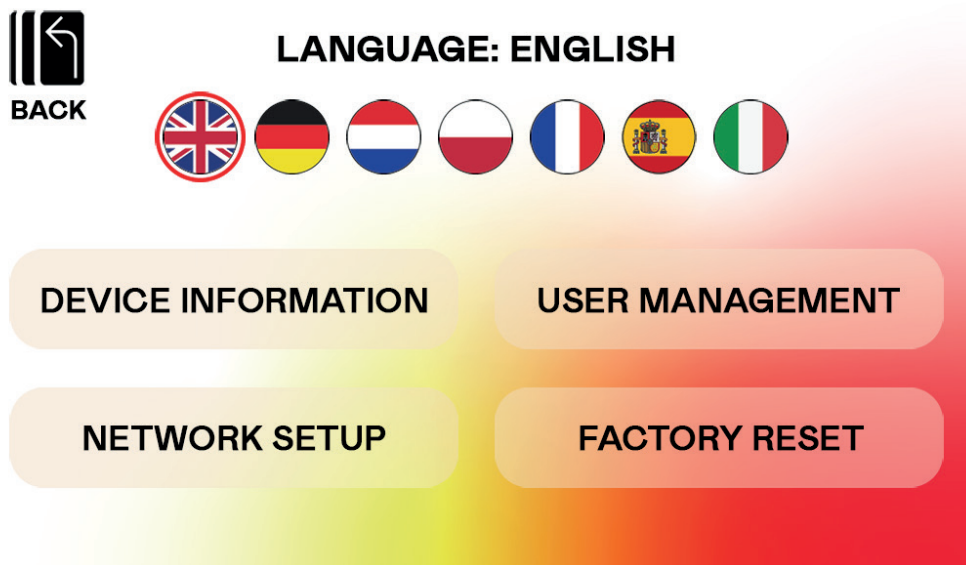 LANGUAGE: ENGLISH
BACK
DEVICE INFORMATION
USER MANAGEMENT
NETWORK SETUP
FACTORY RESET